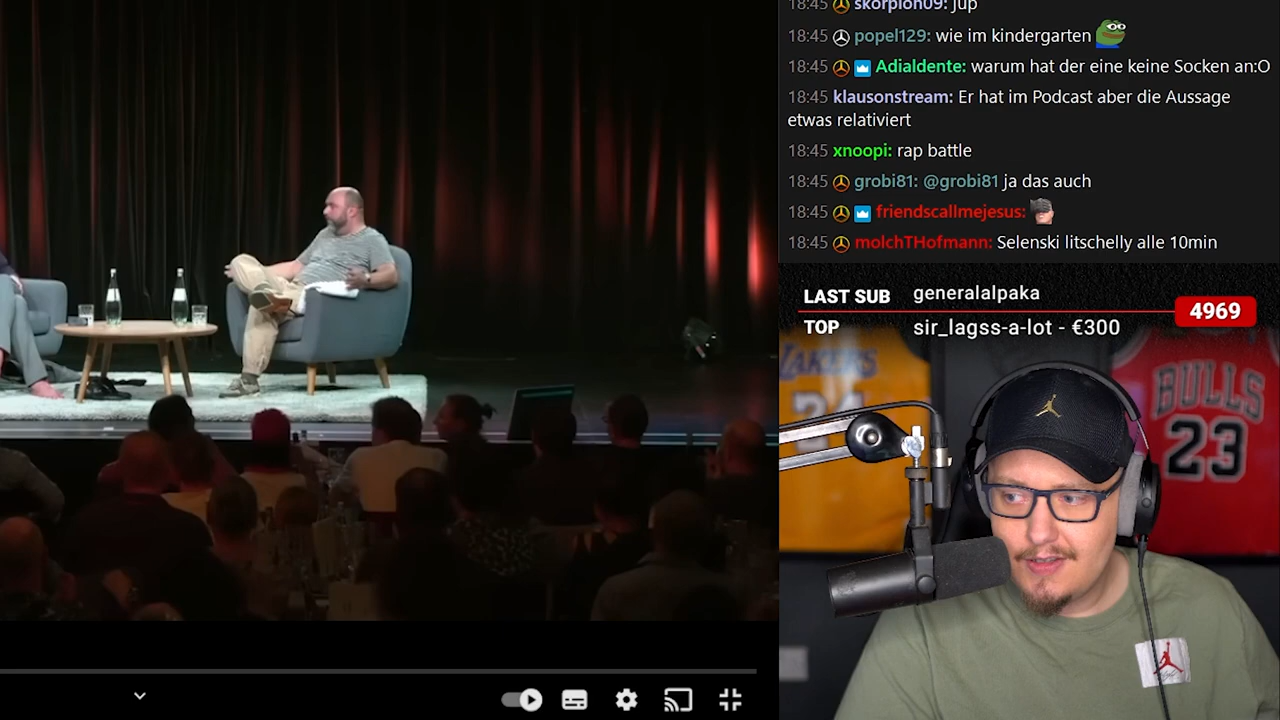 18:45 skorpion09: jup
18:45 popel129: wie im kindergarten
18:45 Adialdente: warum hat der eine keine Socken an:O
18:45 klausonstream: Er hat im Podcast aber die Aussage
etwas relativiert
18:45 xnoopi: rap battle
18:45 grobi81: @grobi81 ja das auch
18:45 friendscallmejesus:
18:45 molchTHofmann: Selenski litschelly alle 10min
LAST SUB generalalpaka
4969
TOP sir_lagss-a-lot - €300
LAKERS
24
BULLS
23